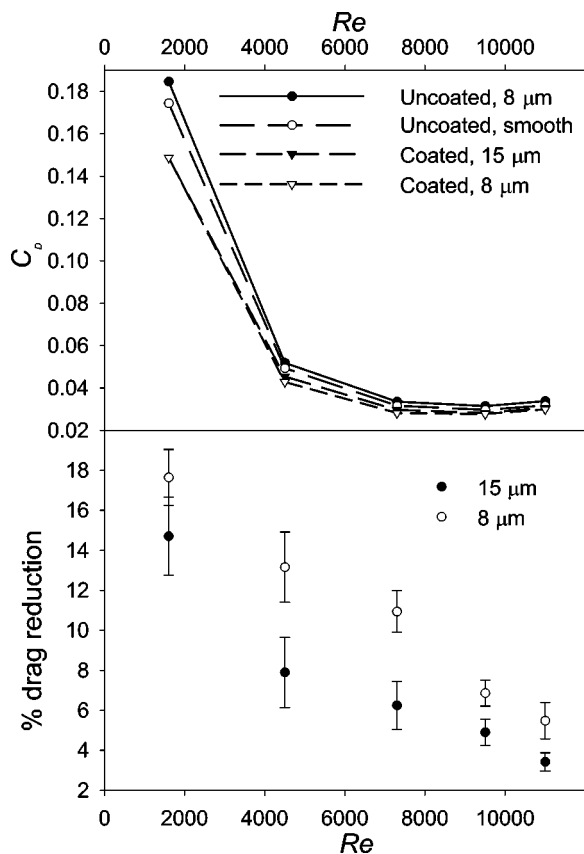 Re
0 2000 4000 6000 8000 10000
0.18
0.16
0.14
0.12
0.10
0.08
0.06
0.04
0.02
C_D
Uncoated, 8 μm
Uncoated, smooth
Coated, 15 μm
Coated, 8 μm
18
16
14
12
10
8
6
4
2
% drag reduction
15 μm
8 μm
0 2000 4000 6000 8000 10000
Re